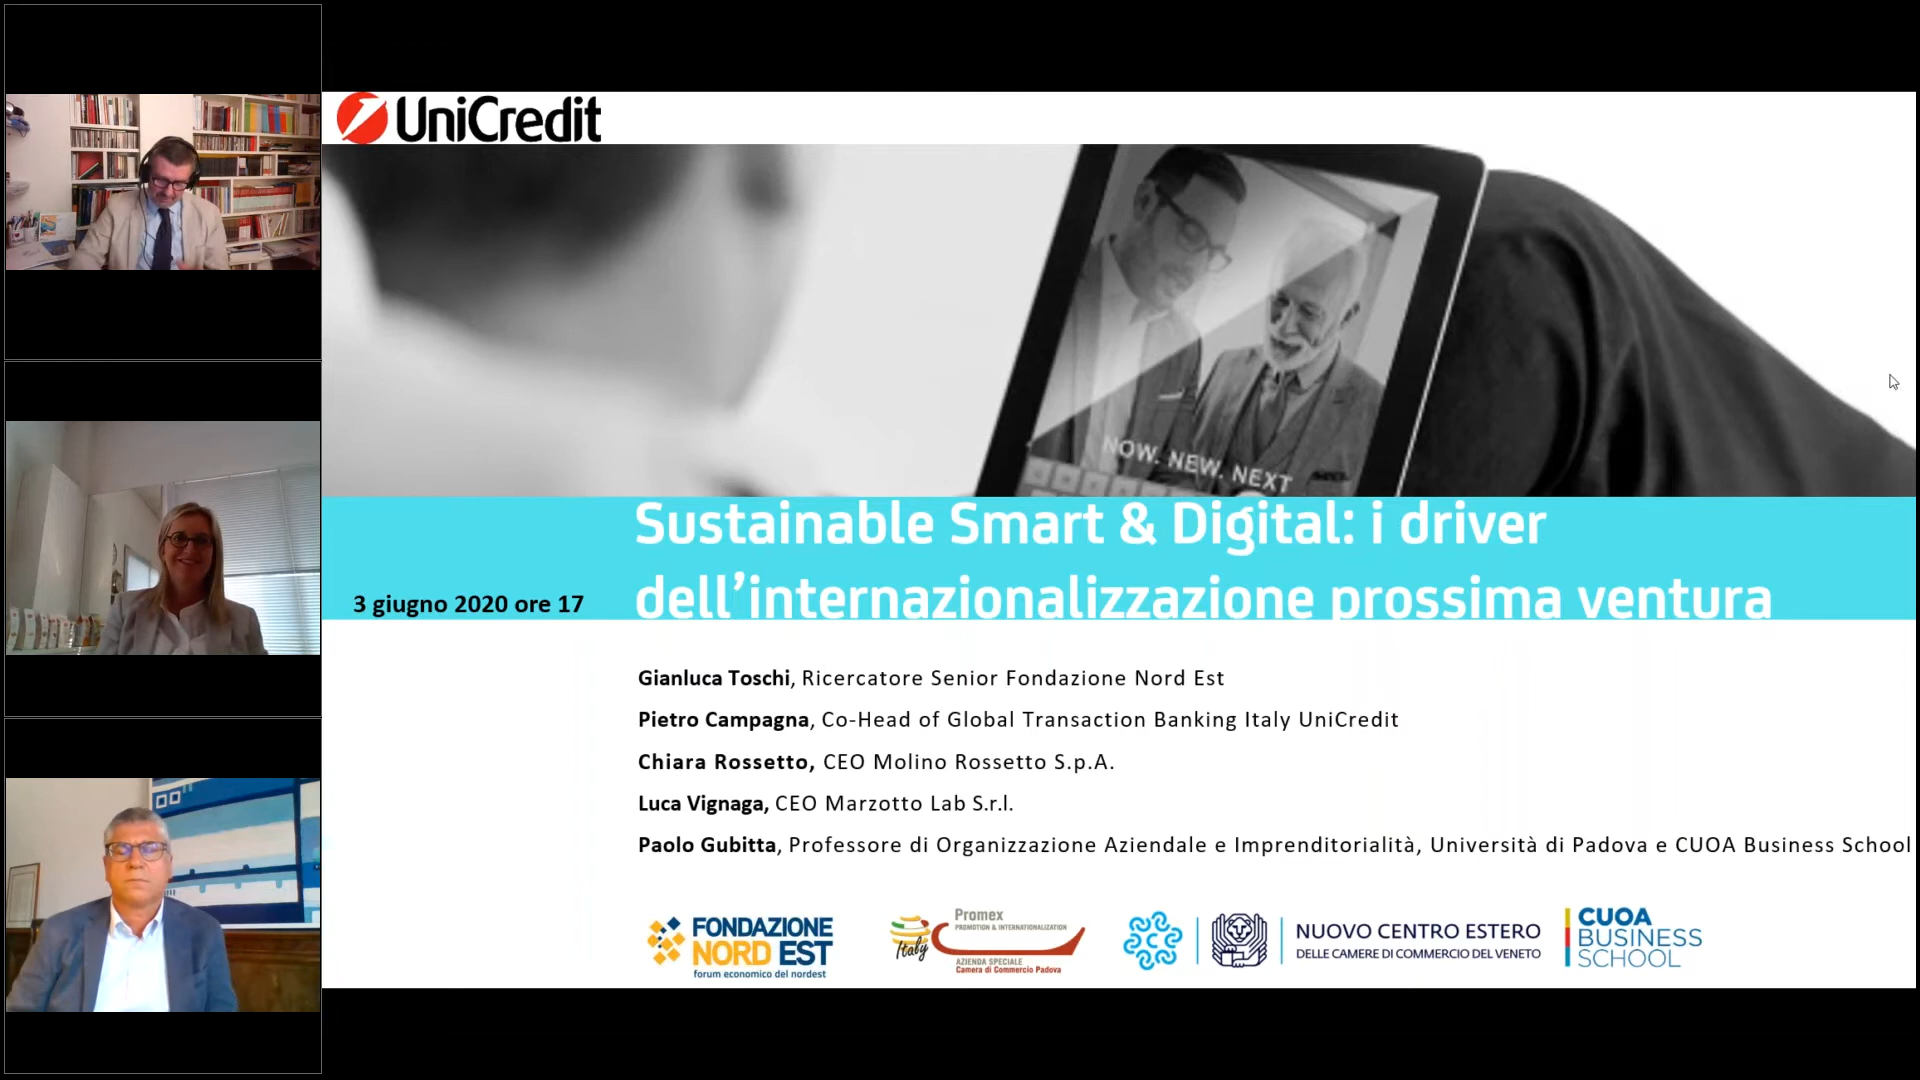 UniCredit
NOW. NEW. NEXT
Sustainable Smart & Digital: i driver
dell’internazionalizzazione prossima ventura
3 giugno 2020 ore 17
Gianluca Toschi, Ricercatore Senior Fondazione Nord Est
Pietro Campagna, Co-Head of Global Transaction Banking Italy UniCredit
Chiara Rossetto, CEO Molino Rossetto S.p.A.
Luca Vignaga, CEO Marzotto Lab S.r.l.
Paolo Gubitta, Professore di Organizzazione Aziendale e Imprenditorialità, Università di Padova e CUOA Business School
FONDAZIONE
NORD EST
forum economico del nordest
Italy
Promex
PROMOTION & INTERNATIONALIZATION
AZIENDA SPECIALE
Camera di Commercio Padova
NUOVO CENTRO ESTERO
DELLE CAMERE DI COMMERCIO DEL VENETO
CUOA
BUSINESS
SCHOOL